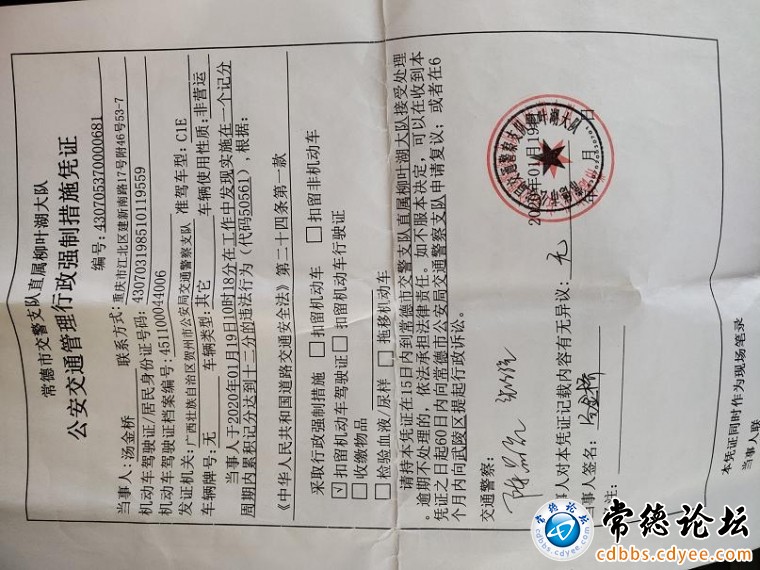 常德市交警支队直属柳叶湖大队
公安交通管理行政强制措施凭证
编号:4307053700000681
当事人:汤金桥 联系方式:重庆市江北区建新南路17号附46号53-7
机动车驾驶证/居民身份证号码:430703198510119559
机动车驾驶证档案编号:451100044006
发证机关:广西壮族自治区贺州市公安局交通警察支队 准驾车型:C1E
车辆牌号:无 车辆类型:其它 车辆使用性质:非营运
当事人于2020年01月19日10时18分在工作中发现实施在一个记分
周期内累积记分达到十二分的违法行为(代码50561),根据:
《中华人民共和国道路交通安全法》第二十四条第一款
采取行政强制措施 □扣留机动车 □扣留非机动车
☑扣留机动车驾驶证 □扣留机动车行驶证
□收缴物品
□检验血液/尿样 □拖移机动车
请持本凭证在15日内到常德市交警支队直属柳叶湖大队接受处理
。逾期不处理的,依法承担法律责任。如不服本决定,可以在收到本
凭证之日起60日内向常德市公安局交通警察支队申请复议;或者在6
个月内向武陵区提起行政诉讼。
交通警察:
2020年01月19日
当事人对本凭证记载内容有无异议:无 年 月 日
当事人签名:汤金桥
备注:
本凭证同时作为现场笔录
当事人联
常德论坛
cdbbs.cdyee.com